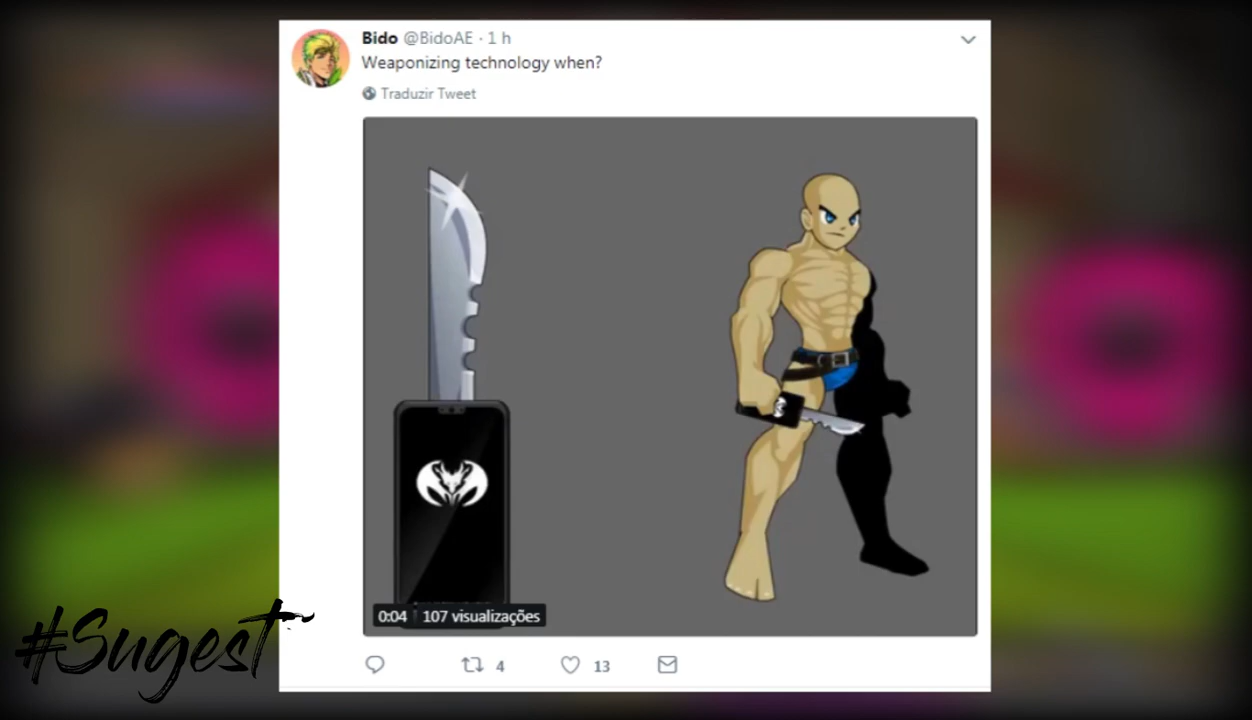 Bido @BidoAE · 1 h
Weaponizing technology when?
Traduzir Tweet
0:04 107 visualizações
4 13
#Sugest